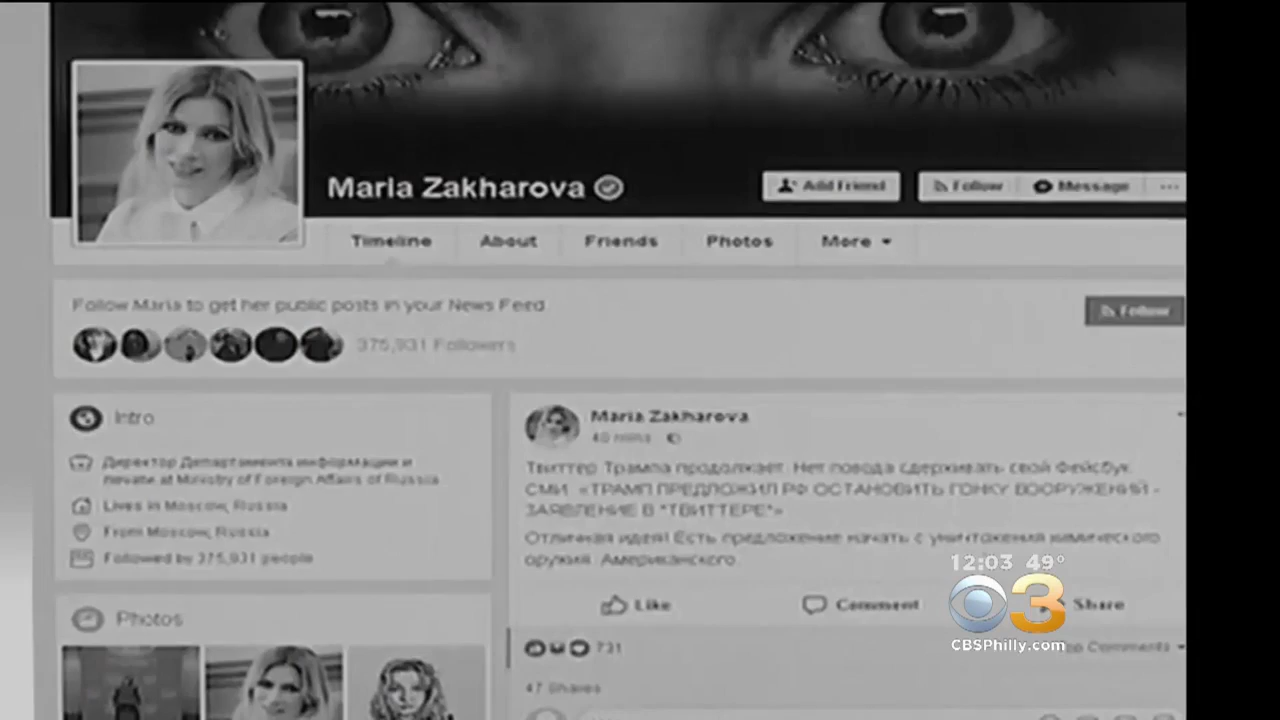 Maria Zakharova
Add Friend
Follow
Message
Timeline
About
Friends
Photos
More
Follow Maria to get her public posts in your News Feed
Follow
375,931 Followers
Intro
Директор Департамента информации и
печати at Ministry of Foreign Affairs of Russia
Lives in Moscow, Russia
From Moscow, Russia
Followed by 375,931 people
Photos
Maria Zakharova
40 mins
Твиттер Трампа продолжает. Нет повода сдерживать свой Фейсбук.
СМИ: «ТРАМП ПРЕДЛОЖИЛ РФ ОСТАНОВИТЬ ГОНКУ ВООРУЖЕНИЙ -
ЗАЯВЛЕНИЕ В "ТВИТТЕРЕ"»
Отличная идея! Есть предложение начать с уничтожения химического
оружия. Американского.
Like
Comment
Share
731
Comments
47 Shares
12:03 49°
3
CBSPhilly.com